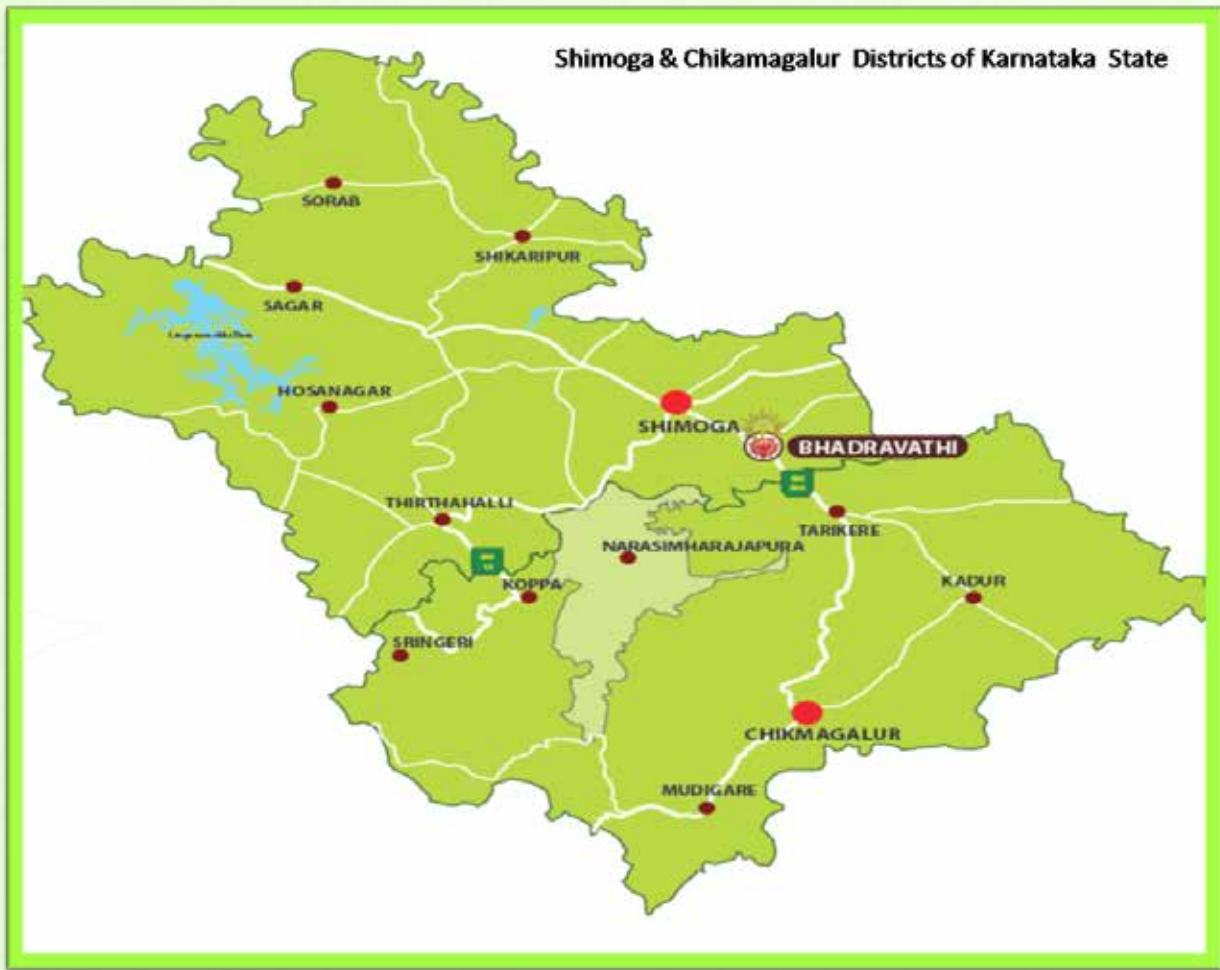 Shimoga & Chikamagalur Districts of Karnataka State
SORAB
SHIKARIPUR
SAGAR
HOSANAGAR
SHIMOGA
BHADRAVATHI
THIRTHAHALLI
TARIKERE
NARASIMHARAJAPURA
KOPPA
KADUR
SRINGERI
CHIKMAGALUR
MUDIGARE